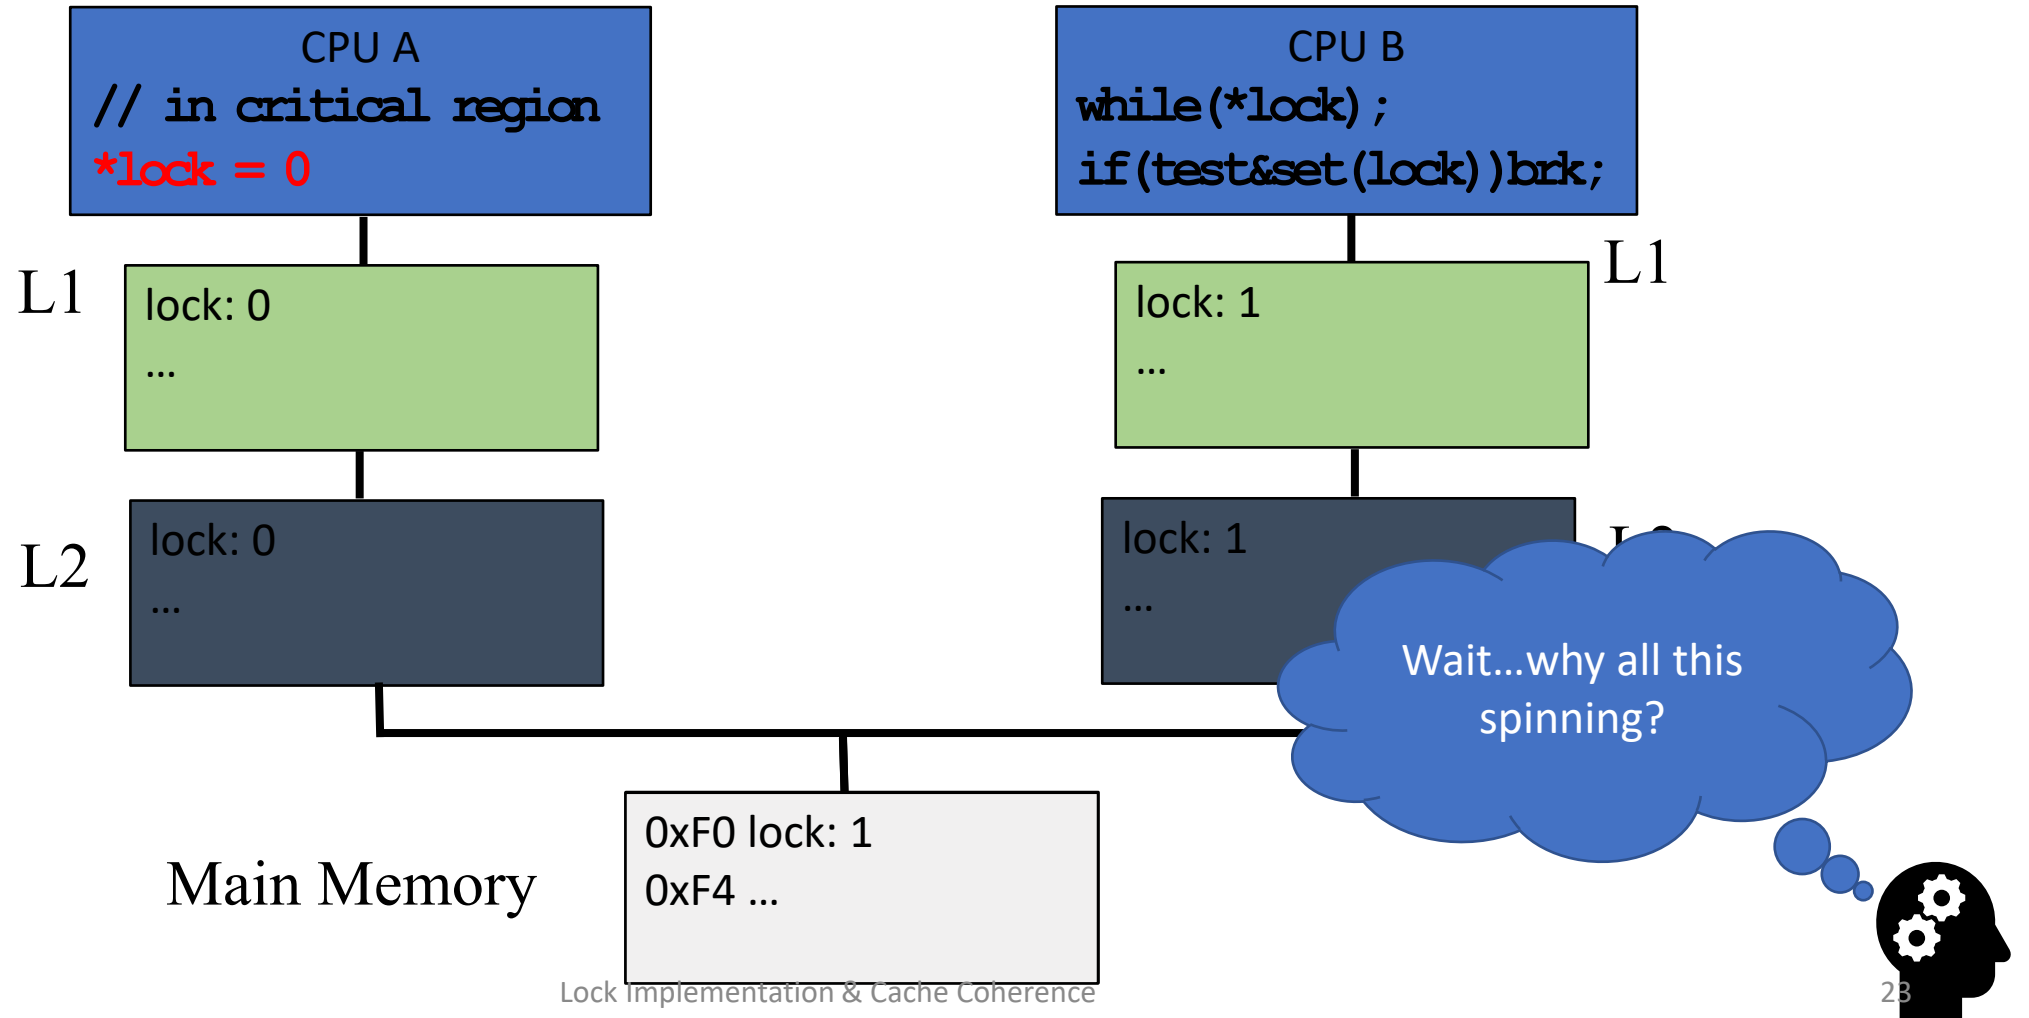 CPU A
// in critical region
*lock = 0
CPU B
while(*lock);
if(test&set(lock))brk;
L1
lock: 0
…
lock: 1
…
L1
L2
lock: 0
…
lock: 1
…
Wait…why all this
spinning?
Main Memory
0xF0 lock: 1
0xF4 …
Lock Implementation & Cache Coherence
23